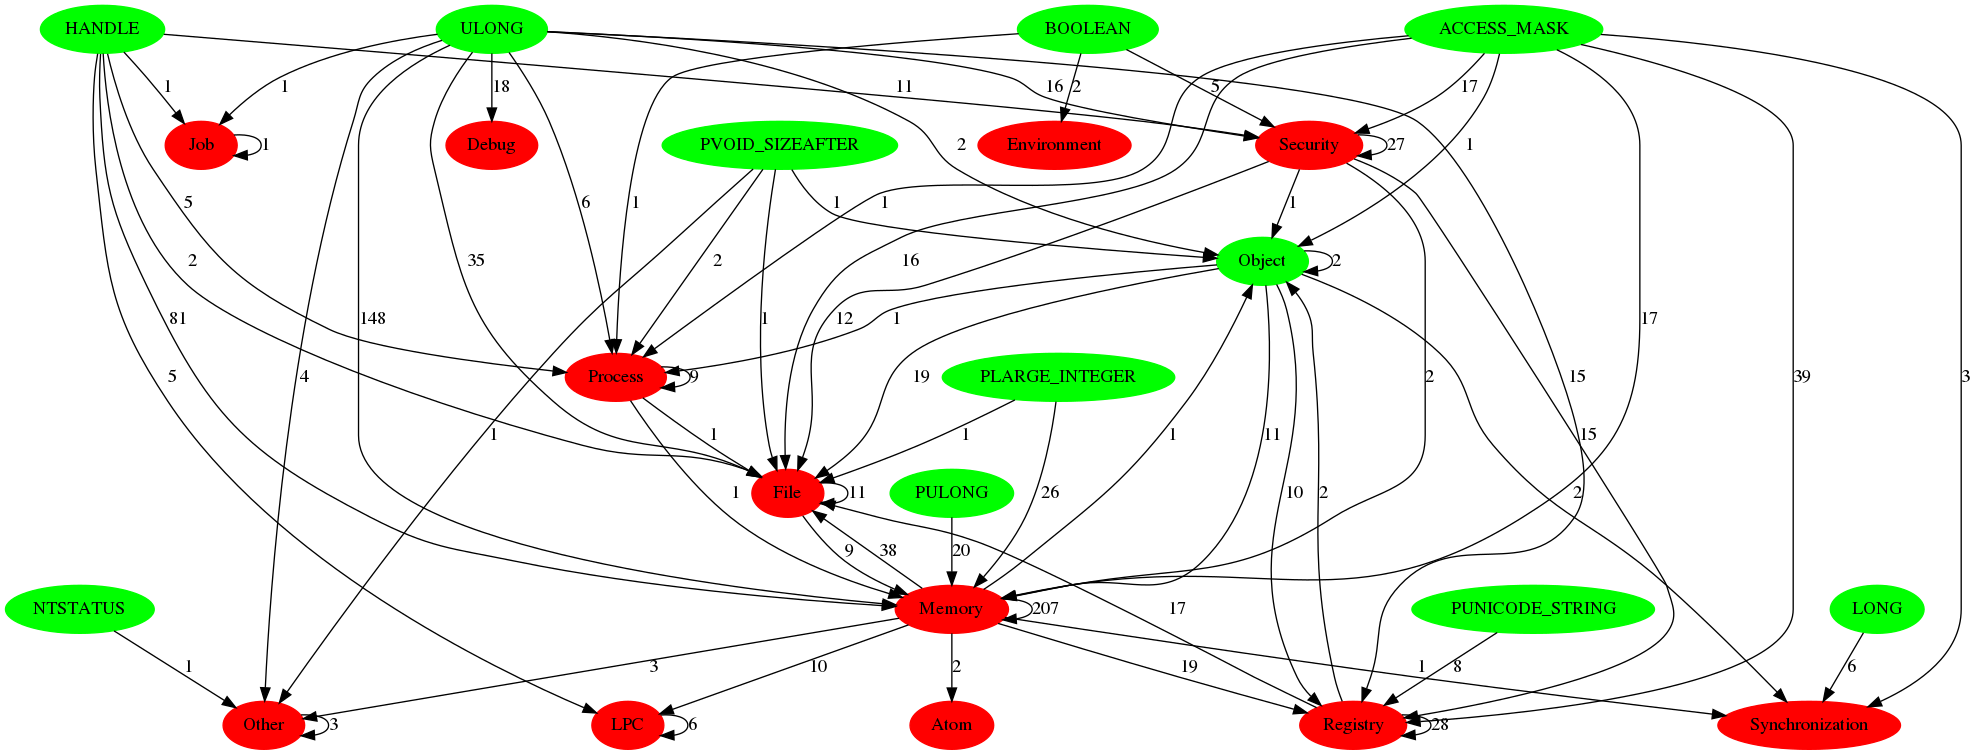 HANDLE ULONG BOOLEAN ACCESS_MASK
1 1 18 11 16 2 5 17
Job 1 Debug PVOID_SIZEAFTER Environment Security 27 1 3
5 6 1 1 2 1 1
2 35 2 16 Object 2
81 148 1 12 1 17
5 4 Process 9 19 PLARGE_INTEGER 11 2 15 39 3
1 1 1 26 1 10 15
File 11 PULONG 2 2
1 9 38 20
NTSTATUS Memory 207 17 PUNICODE_STRING LONG
1 3 10 2 19 1 8 6
Other 3 LPC 6 Atom Registry 28 Synchronization